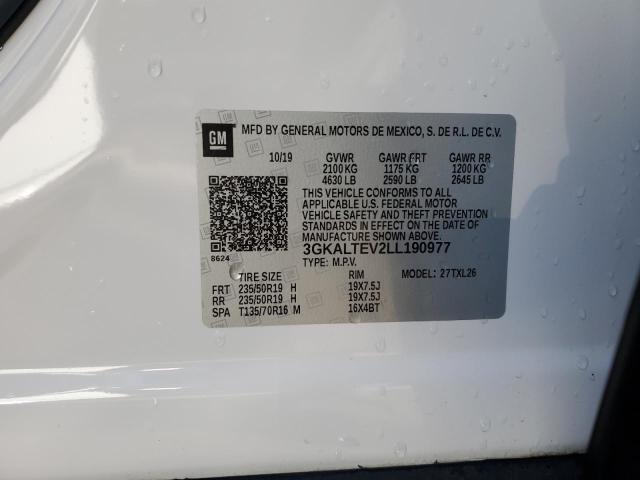 GM MFD BY GENERAL MOTORS DE MEXICO, S. DE R.L. DE C.V.
10/19 GVWR GAWR FRT GAWR RR
2100 KG 1175 KG 1200 KG
4630 LB 2590 LB 2645 LB
THIS VEHICLE CONFORMS TO ALL
APPLICABLE U.S. FEDERAL MOTOR
VEHICLE SAFETY AND THEFT PREVENTION
STANDARDS IN EFFECT ON THE DATE OF
MANUFACTURE SHOWN ABOVE.
8624 3GKALTEV2LL190977
TYPE: M.P.V. MODEL: 27TXL26
TIRE SIZE RIM
FRT 235/50R19 H 19X7.5J
RR 235/50R19 H 19X7.5J
SPA T135/70R16 M 16X4BT